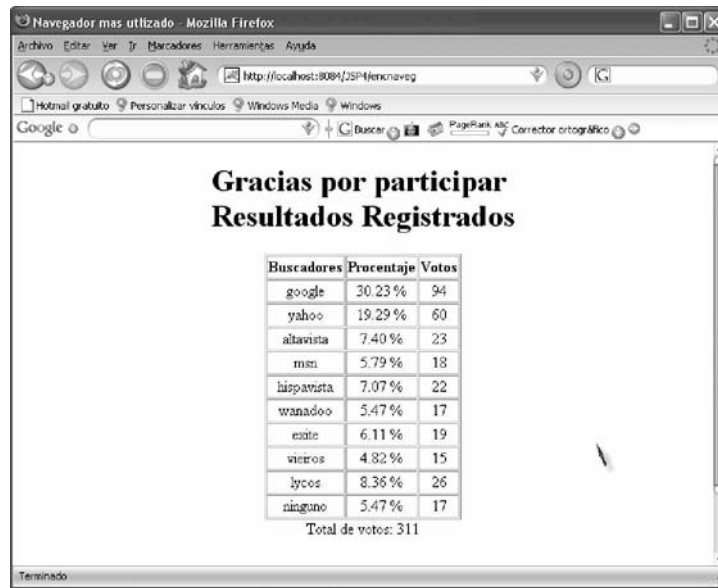 Navegador mas utlizado - Mozilla Firefox
Archivo Editar Ver Ir Marcadores Herramientas Ayuda
http://localhost:8084/JSP4/encnaveg G
Hotmail gratuito Personalizar vínculos Windows Media Windows
Google G Buscar PageRank ABC Corrector ortográfico
Gracias por participar
Resultados Registrados
Buscadores Procentaje Votos
google 30.23 % 94
yahoo 19.29 % 60
altavista 7.40 % 23
msn 5.79 % 18
hispavista 7.07 % 22
wanadoo 5.47 % 17
exite 6.11 % 19
vieiros 4.82 % 15
lycos 8.36 % 26
ninguno 5.47 % 17
Total de votos: 311
Terminado